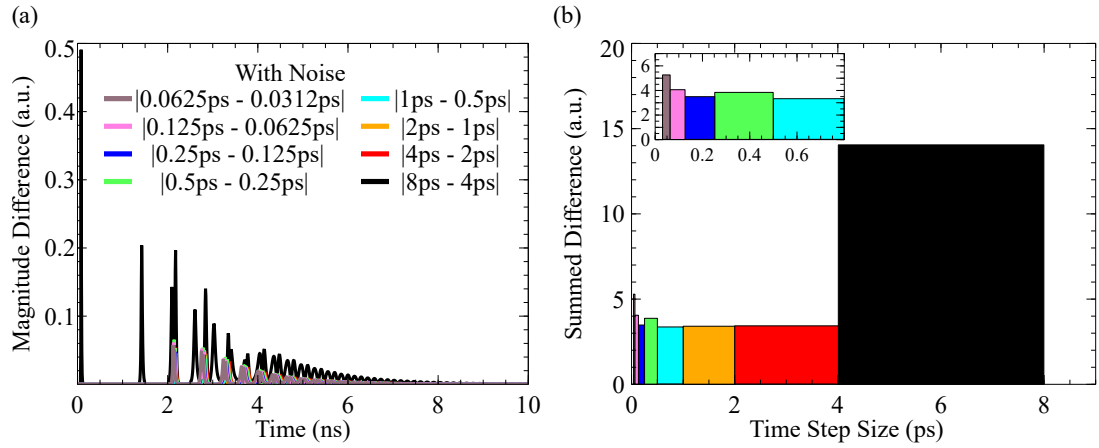 (a)
0.5
0.4
0.3
0.2
0.1
Magnitude Difference (a.u.)
With Noise
|0.0625ps - 0.0312ps|
|0.125ps - 0.0625ps|
|0.25ps - 0.125ps|
|0.5ps - 0.25ps|
|1ps - 0.5ps|
|2ps - 1ps|
|4ps - 2ps|
|8ps - 4ps|
0 2 4 6 8 10
Time (ns)
(b)
20
15
10
5
0
Summed Difference (a.u.)
6
4
2
0
0 0.2 0.4 0.6
0 2 4 6 8
Time Step Size (ps)